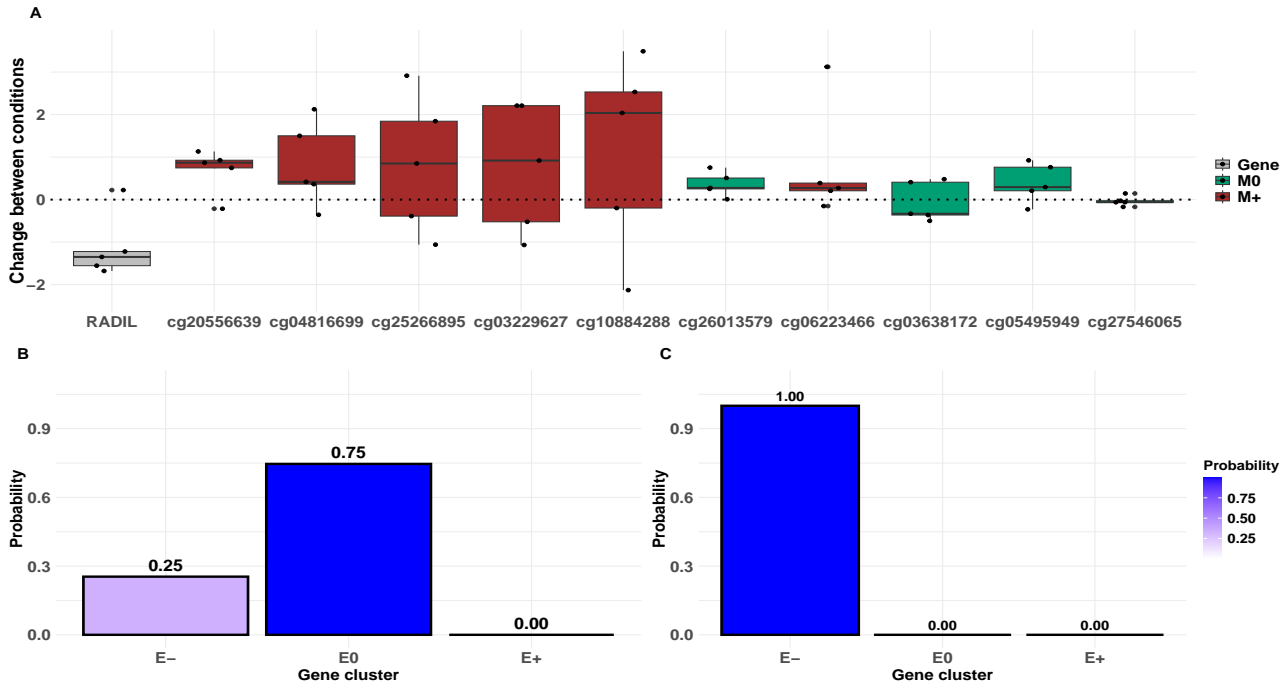 A
Change between conditions
2
0
−2
RADIL cg20556639 cg04816699 cg25266895 cg03229627 cg10884288 cg26013579 cg06223466 cg03638172 cg05495949 cg27546065
Gene
M0
M+
B
Probability
0.9
0.6
0.3
0.0
0.25
0.75
0.00
E− E0 E+
Gene cluster
C
Probability
0.9
0.6
0.3
0.0
1.00
0.00
0.00
E− E0 E+
Gene cluster
Probability
0.75
0.50
0.25